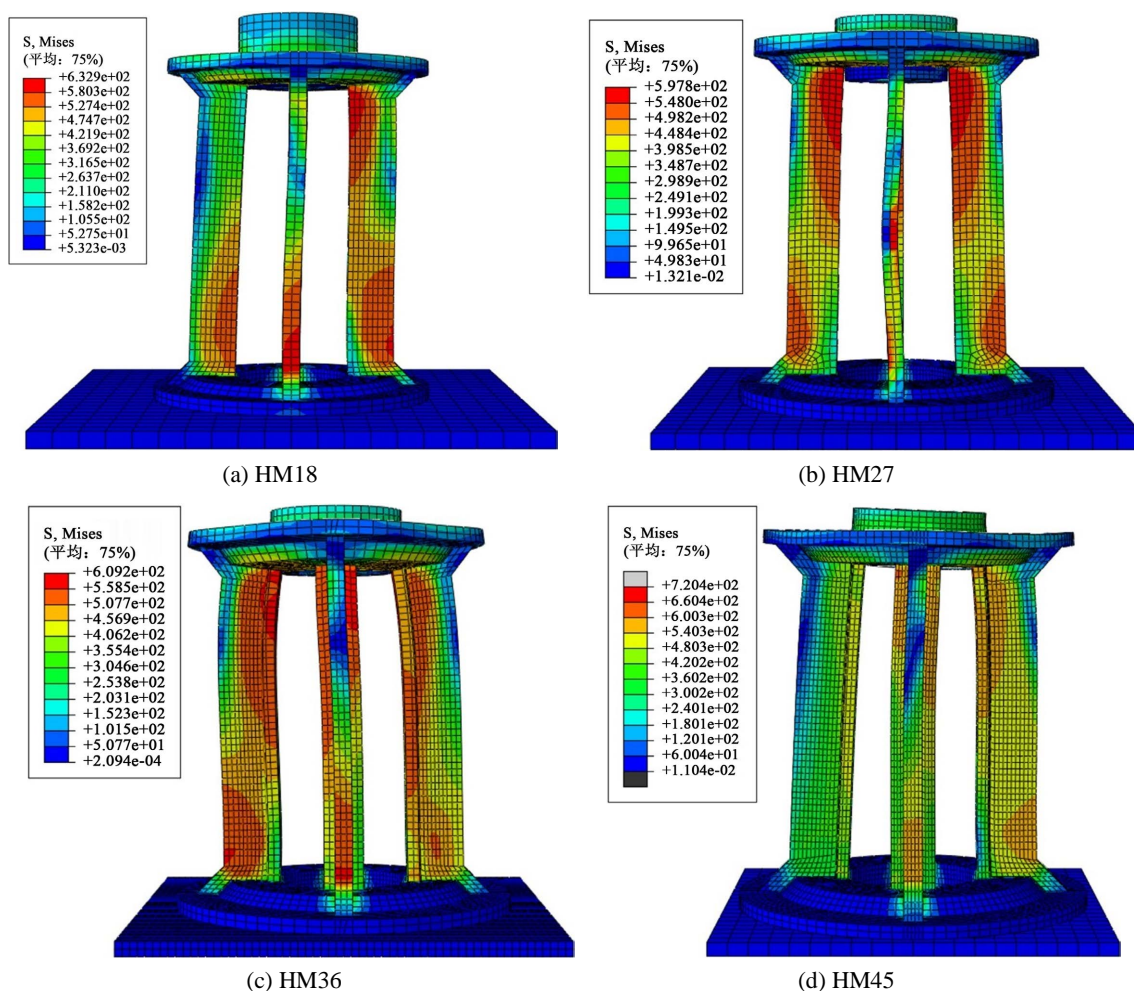 S, Mises
(平均: 75%)
+6.329e+02
+5.803e+02
+5.274e+02
+4.747e+02
+4.219e+02
+3.692e+02
+3.165e+02
+2.637e+02
+2.110e+02
+1.582e+02
+1.055e+02
+5.275e+01
+5.323e-03
(a) HM18
S, Mises
(平均: 75%)
+5.978e+02
+5.480e+02
+4.982e+02
+4.484e+02
+3.985e+02
+3.487e+02
+2.989e+02
+2.491e+02
+1.993e+02
+1.495e+02
+9.965e+01
+4.983e+01
+1.321e-02
(b) HM27
S, Mises
(平均: 75%)
+6.092e+02
+5.585e+02
+5.077e+02
+4.569e+02
+4.062e+02
+3.554e+02
+3.046e+02
+2.538e+02
+2.031e+02
+1.523e+02
+1.015e+02
+5.077e+01
+2.094e-04
(c) HM36
S, Mises
(平均: 75%)
+7.204e+02
+6.604e+02
+6.003e+02
+5.403e+02
+4.803e+02
+4.202e+02
+3.602e+02
+3.002e+02
+2.401e+02
+1.801e+02
+1.201e+02
+6.004e+01
+1.104e-02
(d) HM45